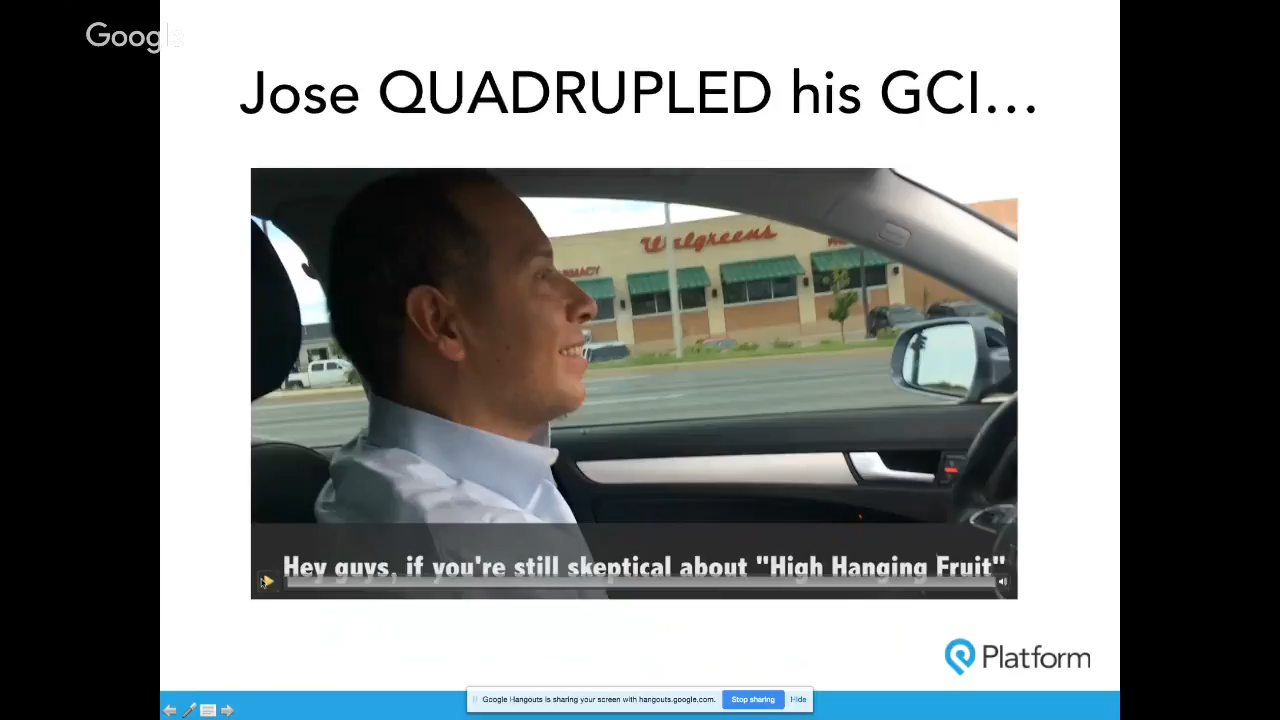 Google
Jose QUADRUPLED his GCI...
Walgreens
Hey guys, if you're still skeptical about "High Hanging Fruit"
Platform
Google Hangouts is sharing your screen with hangouts.google.com.
Stop sharing
Hide